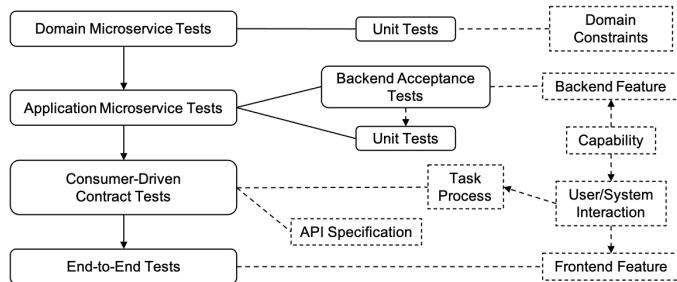 Domain Microservice Tests
Unit Tests
Domain
Constraints
Backend Acceptance
Tests
Backend Feature
Application Microservice Tests
Unit Tests
Capability
Consumer-Driven
Contract Tests
Task
Process
User/System
Interaction
API Specification
End-to-End Tests
Frontend Feature